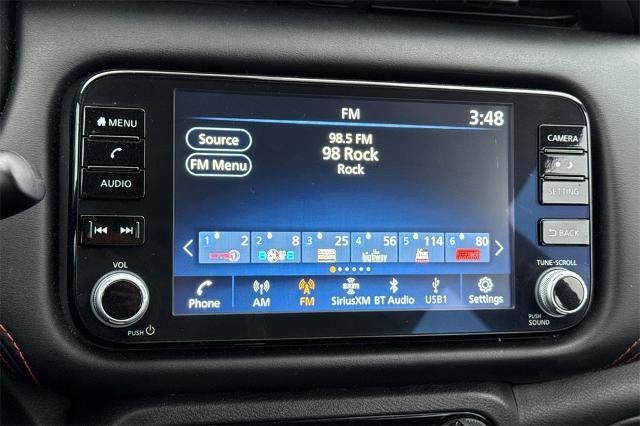 FM 3:48
MENU
AUDIO
VOL
PUSH
Source
FM Menu
98.5 FM
98 Rock
Rock
1 2 2 8 3 25 4 56 5 114 6 80
the highway
Phone AM FM SiriusXM BT Audio USB1 Settings
CAMERA
SETTING
BACK
TUNE·SCROLL
PUSH
SOUND